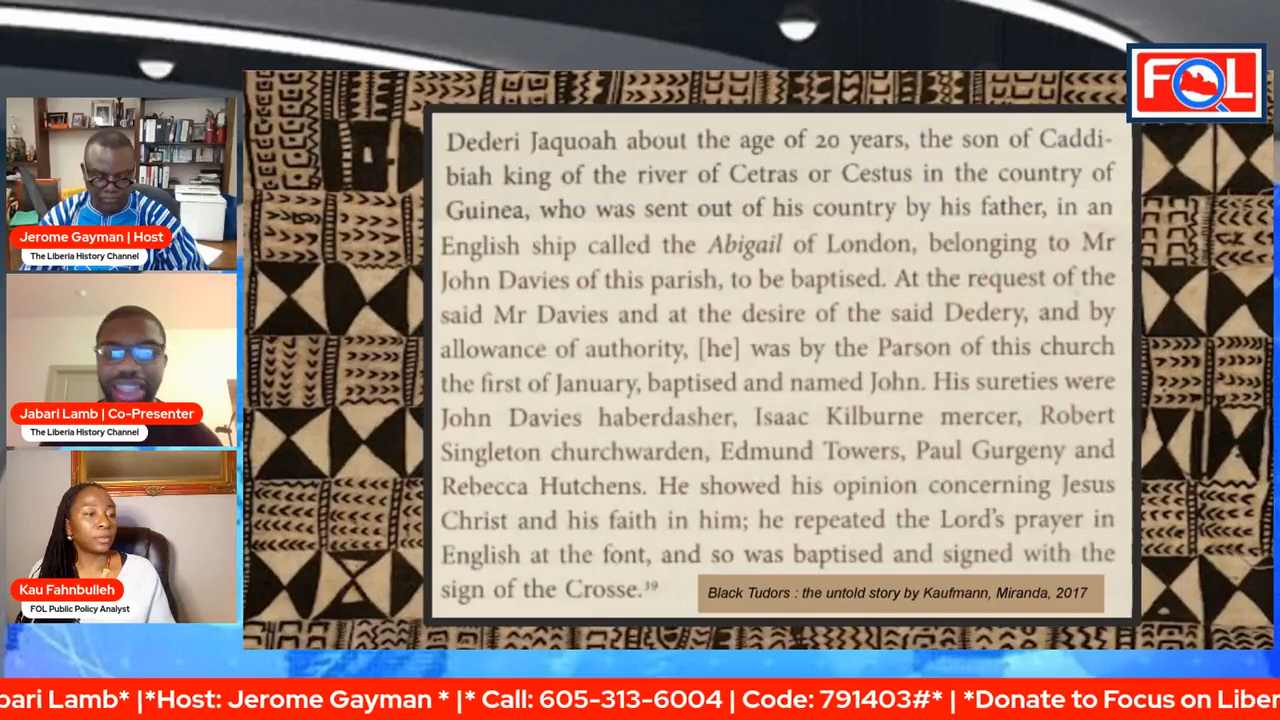 FOL
Jerome Gayman | Host
The Liberia History Channel
Jabari Lamb | Co-Presenter
The Liberia History Channel
Kau Fahnbulleh
FOL Public Policy Analyst
Dederi Jaquoah about the age of 20 years, the son of Caddi-
biah king of the river of Cetras or Cestus in the country of
Guinea, who was sent out of his country by his father, in an
English ship called the Abigail of London, belonging to Mr
John Davies of this parish, to be baptised. At the request of the
said Mr Davies and at the desire of the said Dedery, and by
allowance of authority, [he] was by the Parson of this church
the first of January, baptised and named John. His sureties were
John Davies haberdasher, Isaac Kilburne mercer, Robert
Singleton churchwarden, Edmund Towers, Paul Gurgeny and
Rebecca Hutchens. He showed his opinion concerning Jesus
Christ and his faith in him; he repeated the Lord's prayer in
English at the font, and so was baptised and signed with the
sign of the Crosse.³⁹
Black Tudors : the untold story by Kaufmann, Miranda, 2017
bari Lamb* |*Host: Jerome Gayman * |* Call: 605-313-6004 | Code: 791403#* | *Donate to Focus on Liber